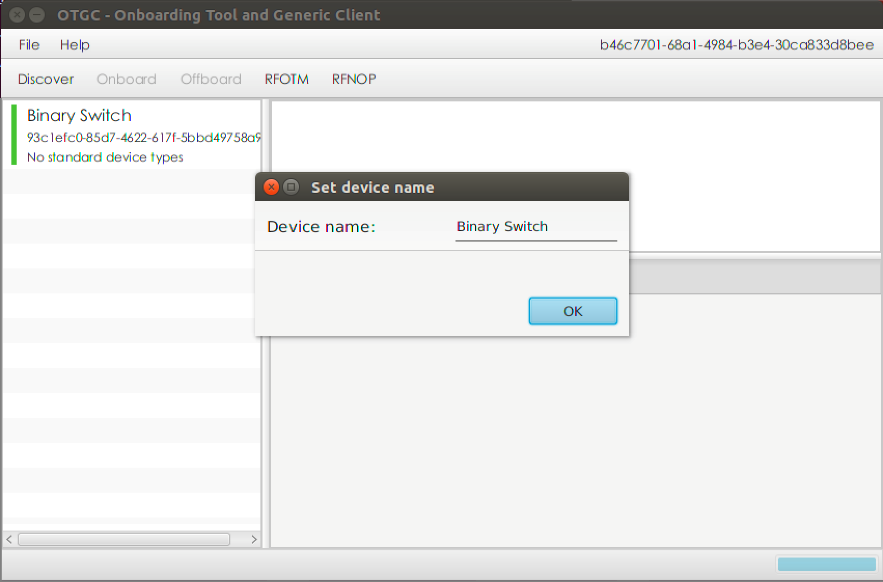 OTGC - Onboarding Tool and Generic Client
File Help b46c7701-68a1-4984-b3e4-30ca833d8bee
Discover Onboard Offboard RFOTM RFNOP
Binary Switch
93c1efc0-85d7-4622-617f-5bbd49758a9
No standard device types
Set device name
Device name: Binary Switch
OK